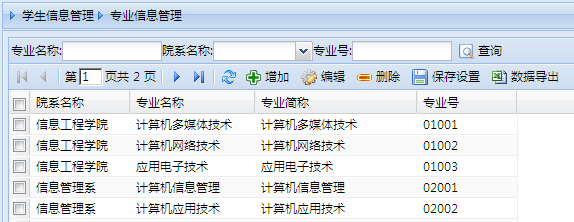 学生信息管理 专业信息管理
专业名称: 院系名称: 专业号: 查询
第 1 页共 2 页 增加 编辑 删除 保存设置 数据导出
院系名称 专业名称 专业简称 专业号
信息工程学院 计算机多媒体技术 计算机多媒体技术 01001
信息工程学院 计算机网络技术 计算机网络技术 01002
信息工程学院 应用电子技术 应用电子技术 01003
信息管理系 计算机信息管理 计算机信息管理 02001
信息管理系 计算机应用技术 计算机应用技术 02002